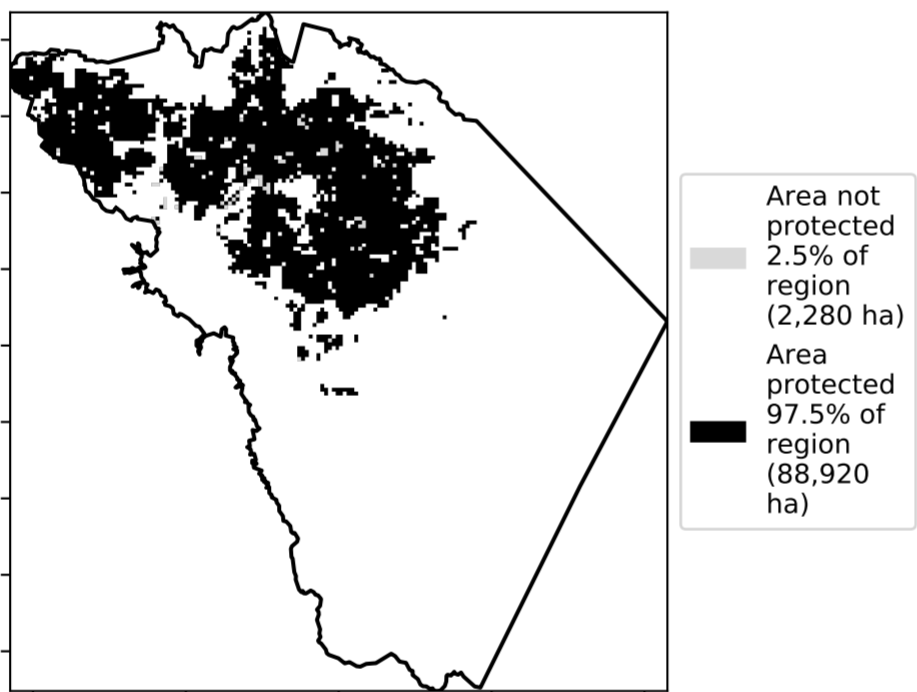 Area not
protected
2.5% of
region
(2,280 ha)
Area
protected
97.5% of
region
(88,920
ha)